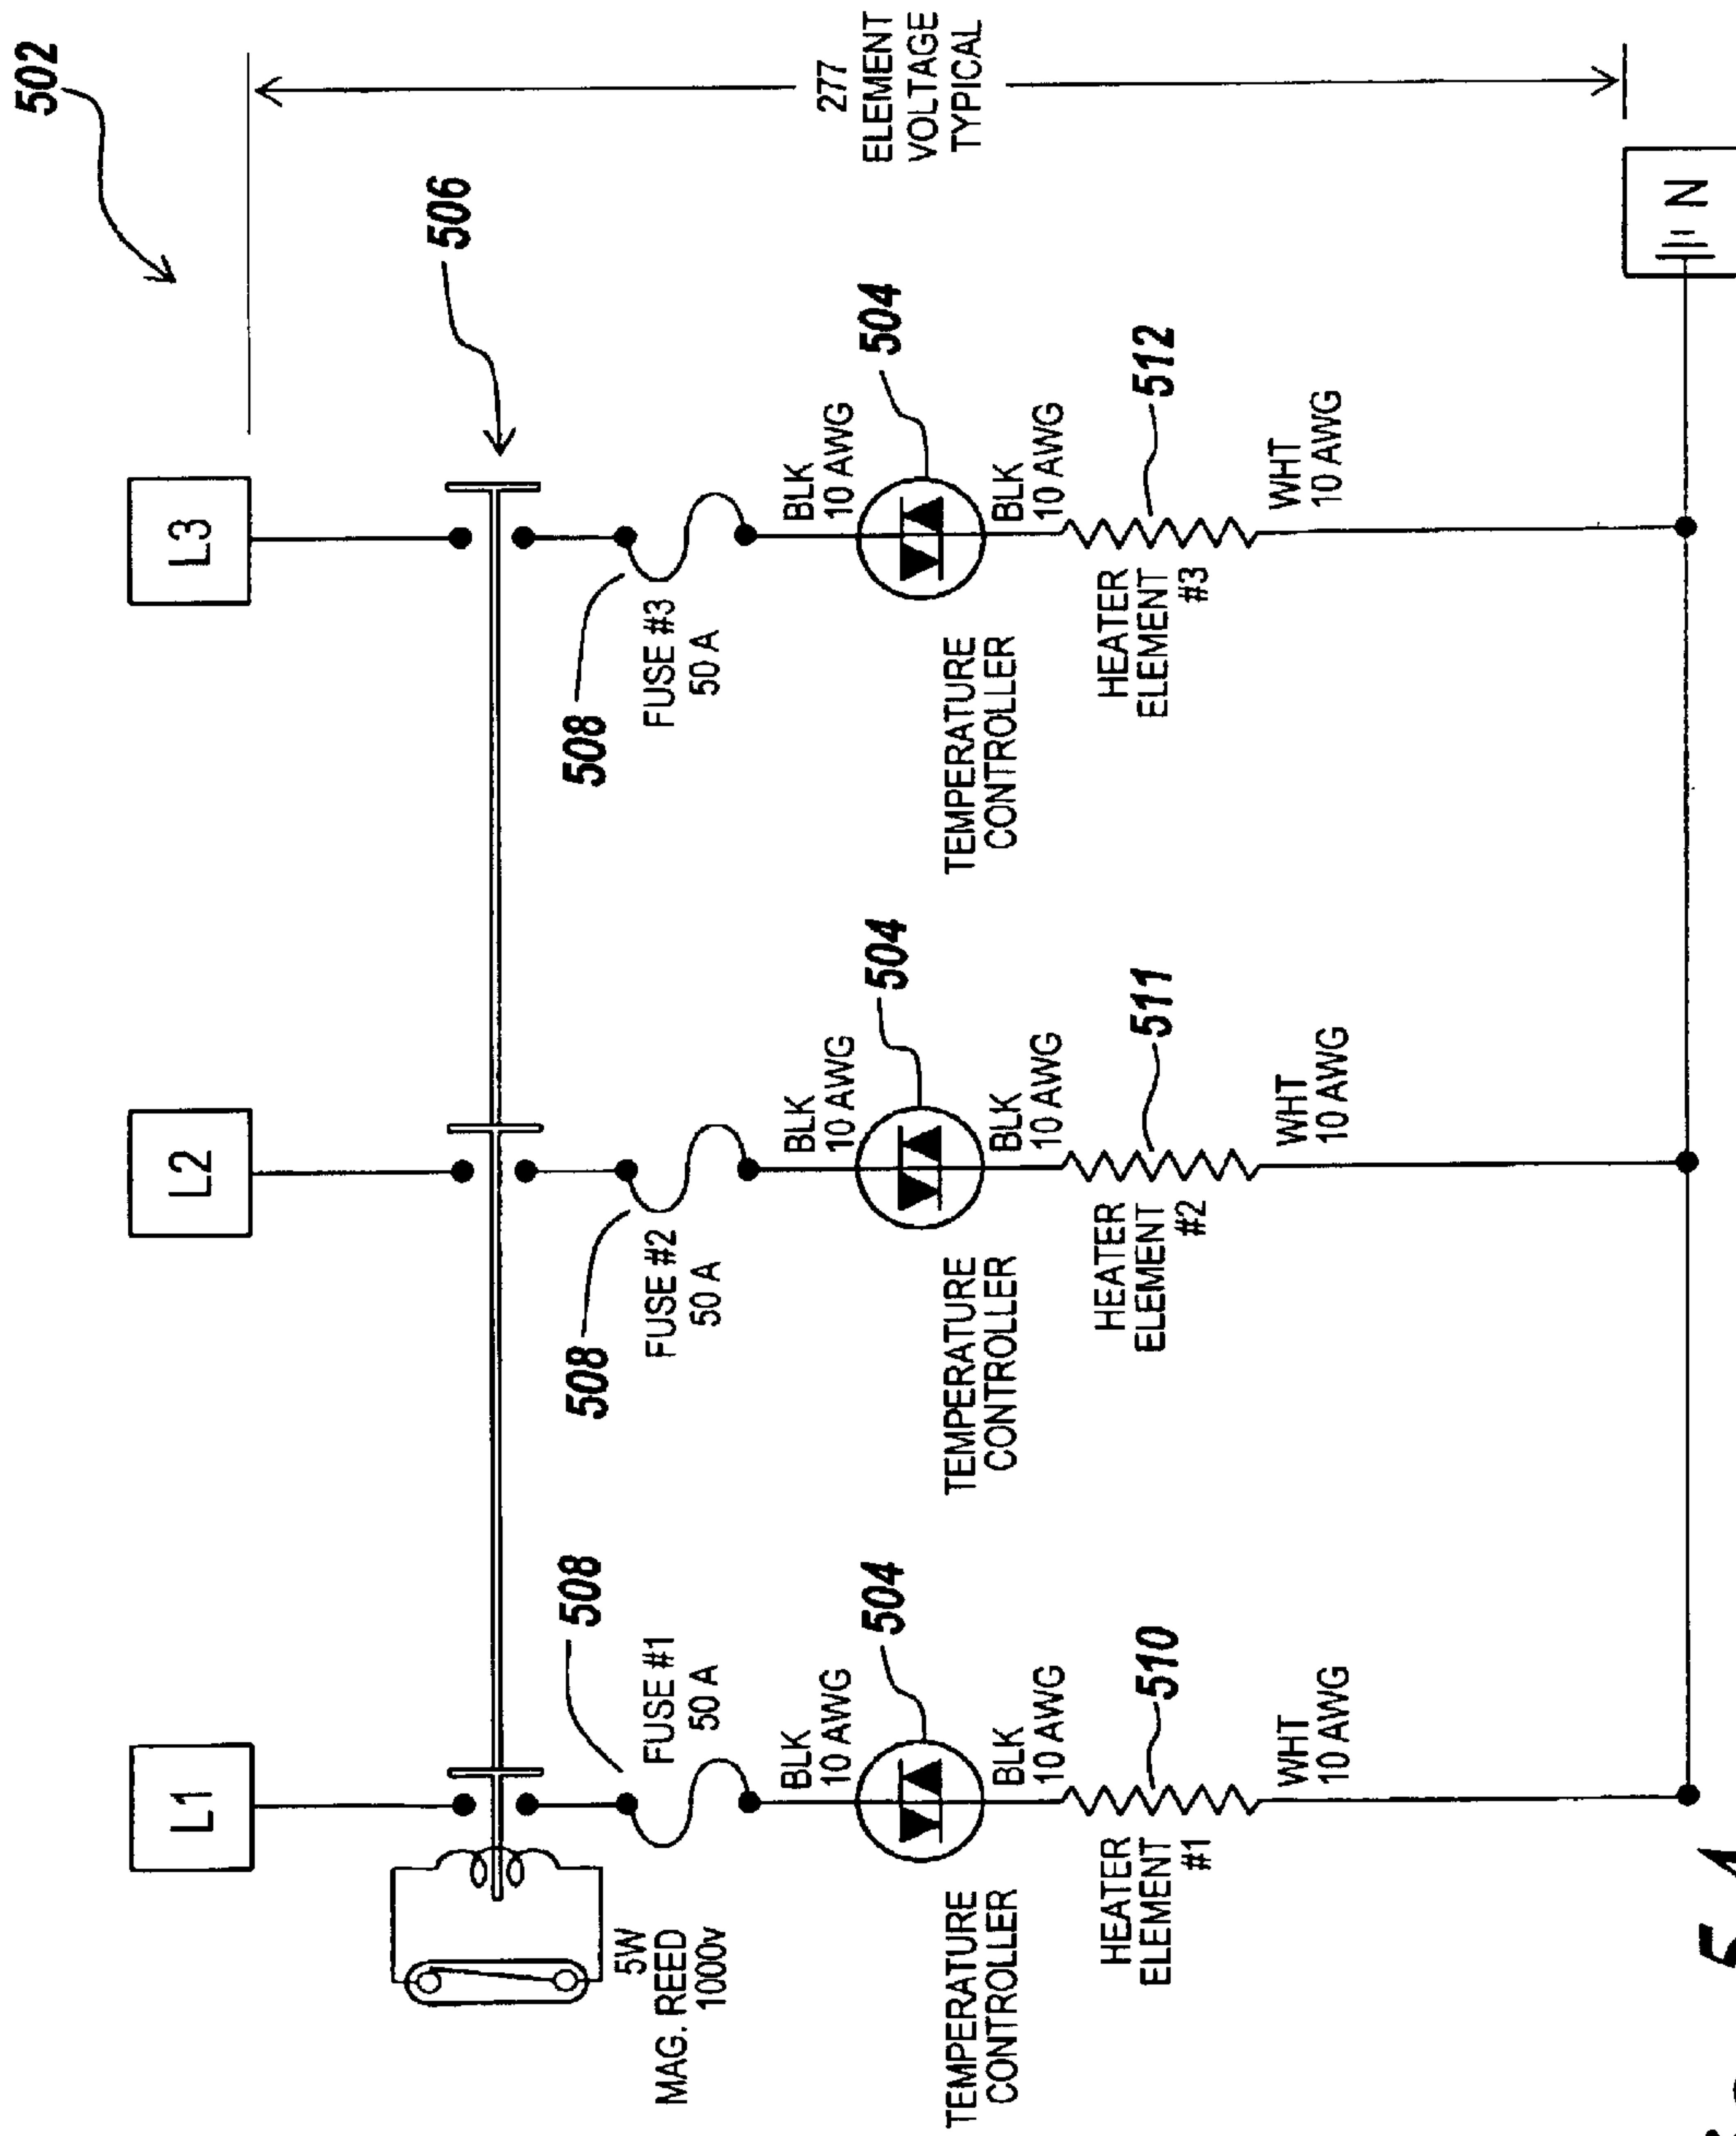 502
L1
L2
L3
506
277
ELEMENT
VOLTAGE
TYPICAL
5W
MAG. REED
1000v
508
FUSE #1
50 A
508
FUSE #2
50 A
508
FUSE #3
50 A
BLK
10 AWG
504
TEMPERATURE
CONTROLLER
BLK
10 AWG
BLK
10 AWG
504
TEMPERATURE
CONTROLLER
BLK
10 AWG
BLK
10 AWG
504
TEMPERATURE
CONTROLLER
BLK
10 AWG
HEATER
ELEMENT
#1
510
WHT
10 AWG
HEATER
ELEMENT
#2
511
WHT
10 AWG
HEATER
ELEMENT
#3
512
WHT
10 AWG
N